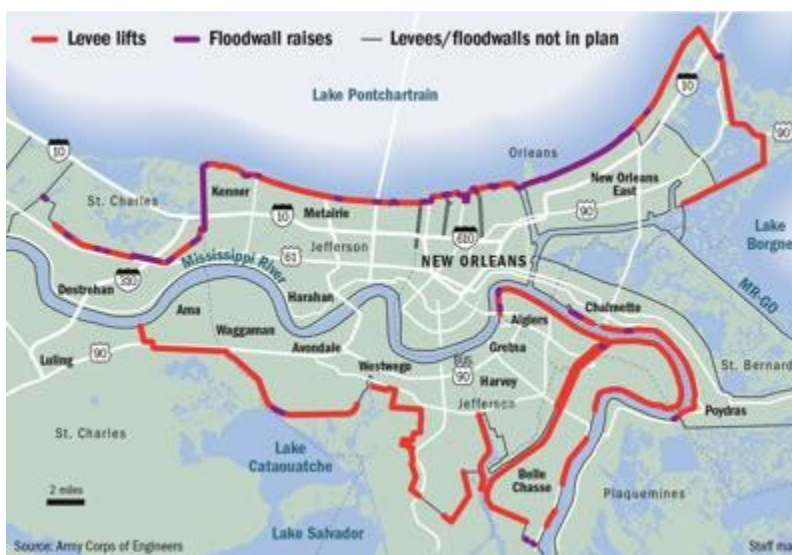 Levee lifts
Floodwall raises
Levees/floodwalls not in plan
Lake Pontchartrain
10
Orleans
90
10
St. Charles
Kenner
New Orleans
East
Metairie
10
90
Jefferson
610
Lake
Borgne
61
NEW ORLEANS
Mississippi River
310
MR-GO
Destrehan
Harahan
Ama
Chalmette
Algiers
Waggaman
Avondale
Gretna
90
Luling
Westwego
BUS
90
Harvey
St. Bernard
Jefferson
Poydras
St. Charles
Lake
Cataouatche
Belle
Chasse
Plaquemines
2 miles
Lake Salvador
Source: Army Corps of Engineers
Staff ma